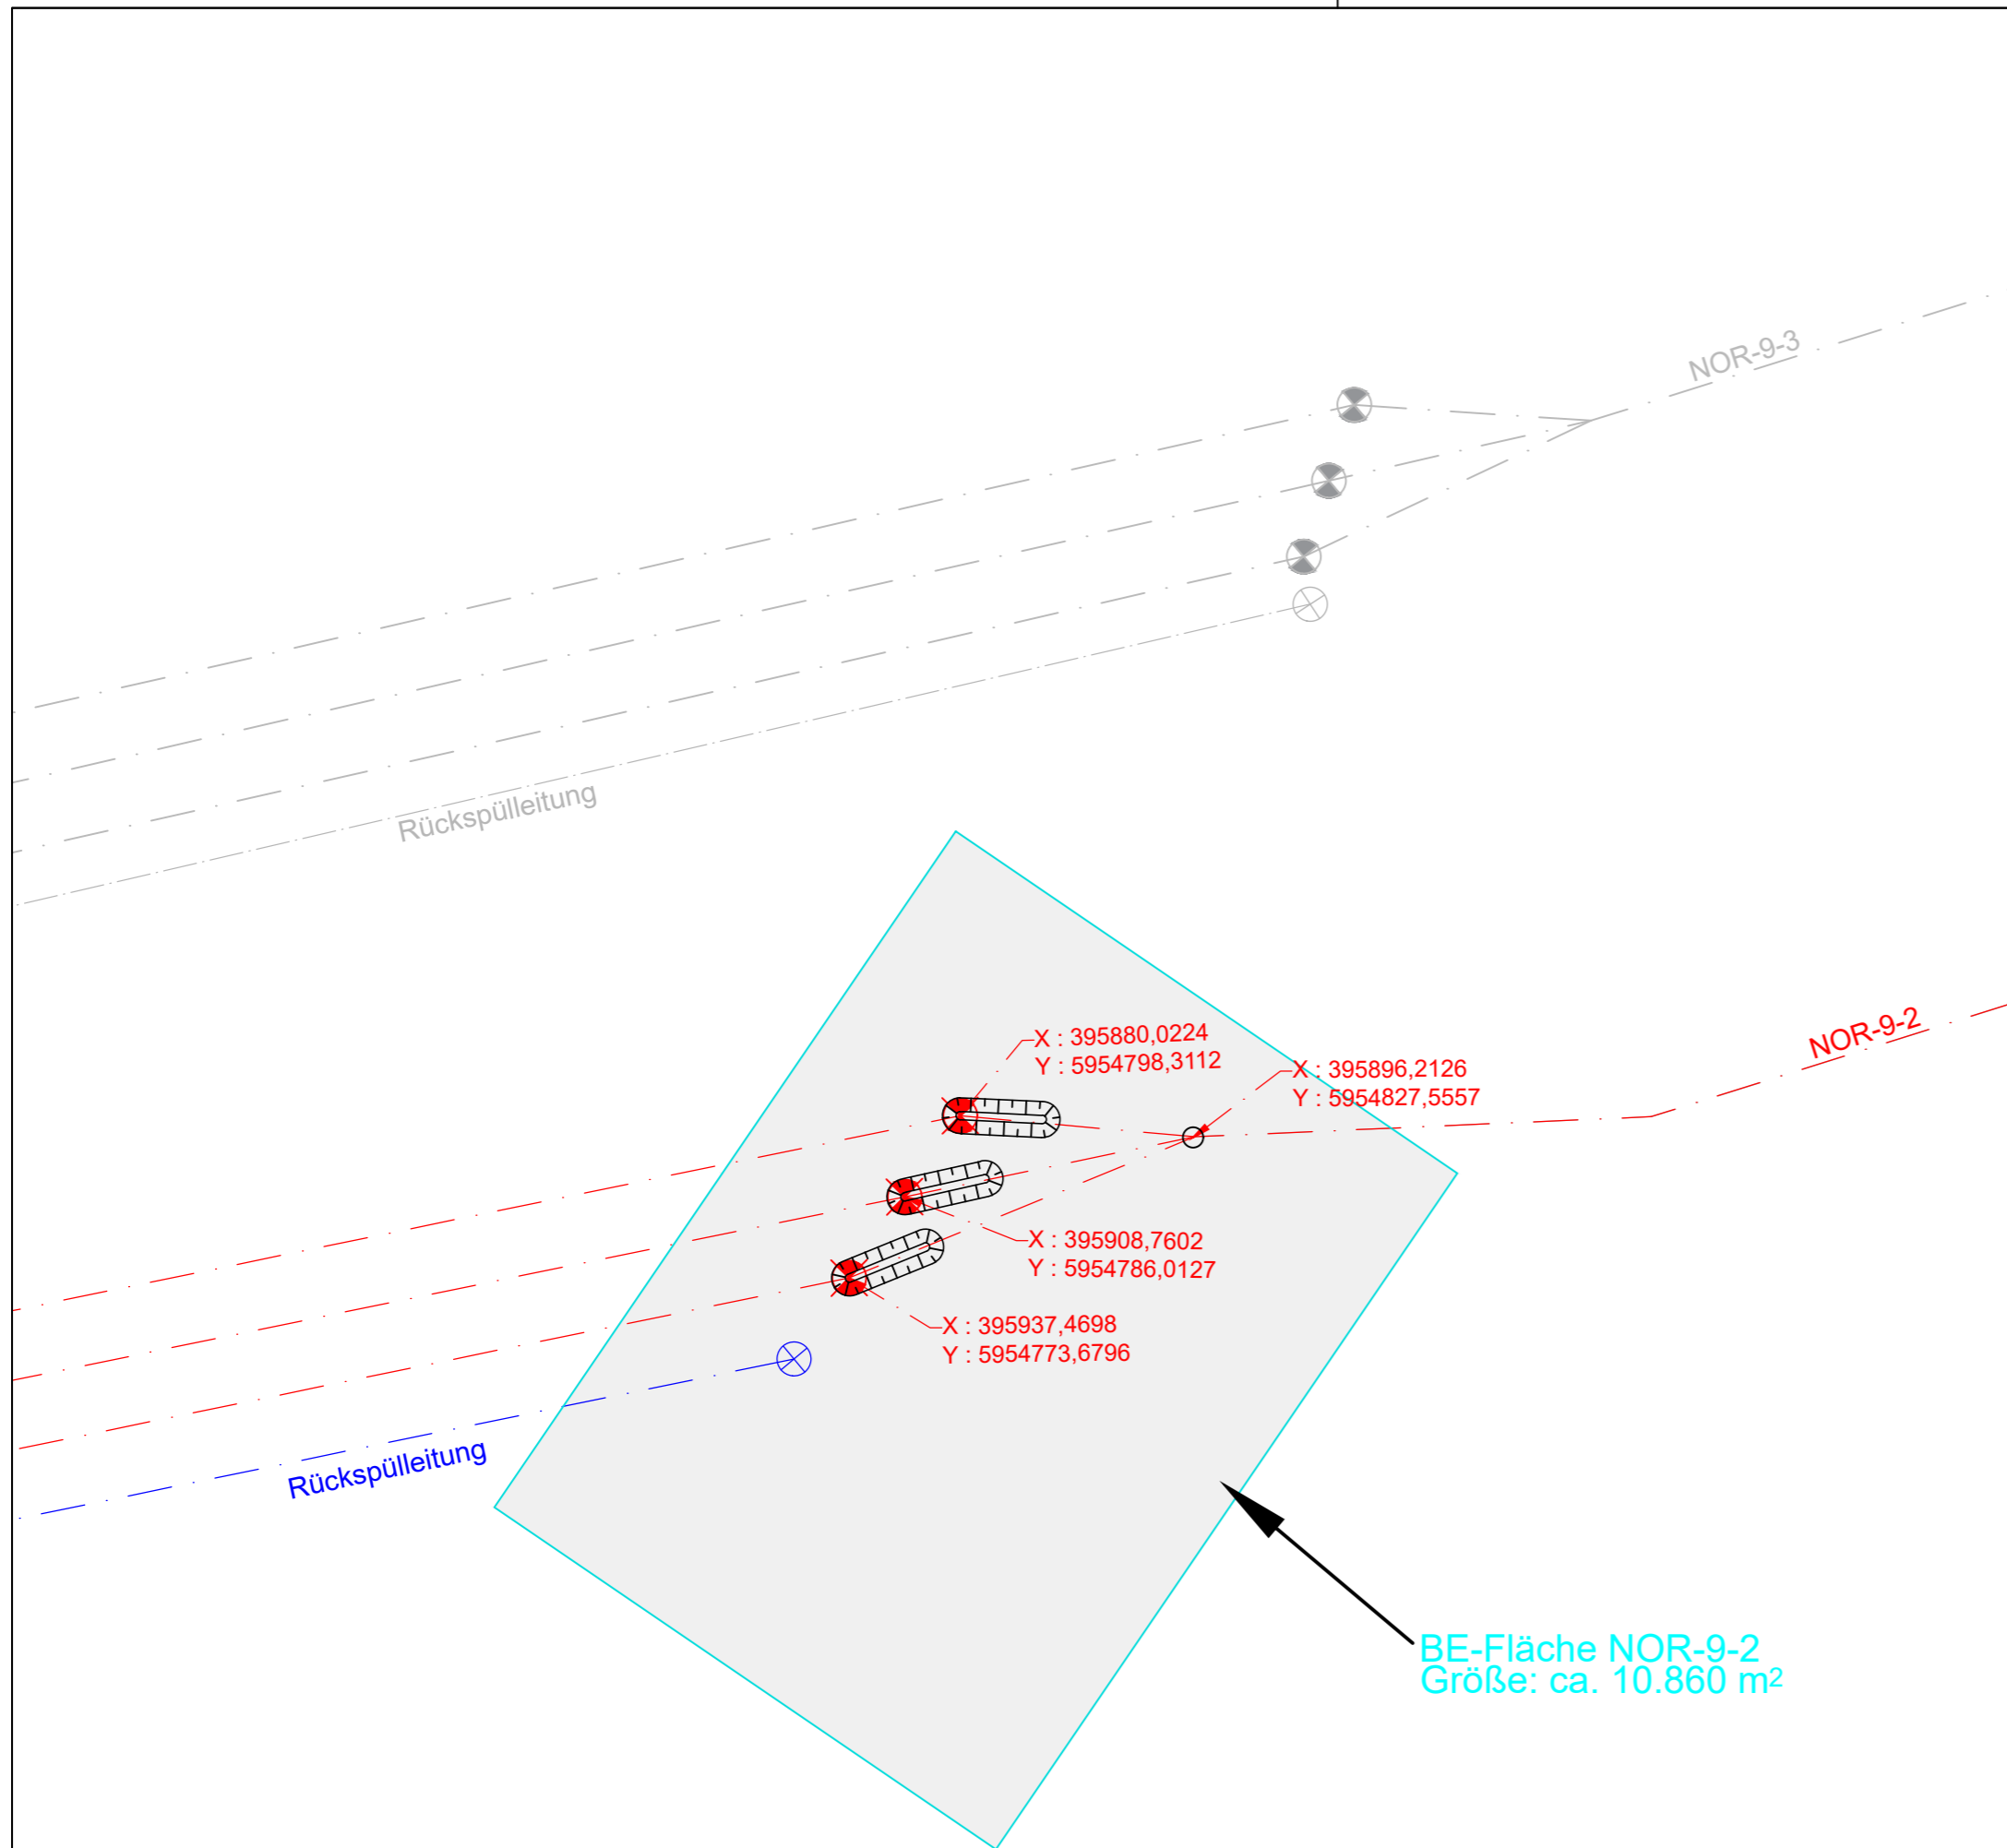 NOR-9-3
Rückspülleitung
NOR-9-2
X : 395880,0224
Y : 5954798,3112
X : 395896,2126
Y : 5954827,5557
X : 395908,7602
Y : 5954786,0127
X : 395937,4698
Y : 5954773,6796
Rückspülleitung
BE-Fläche NOR-9-2
Größe: ca. 10.860 m²